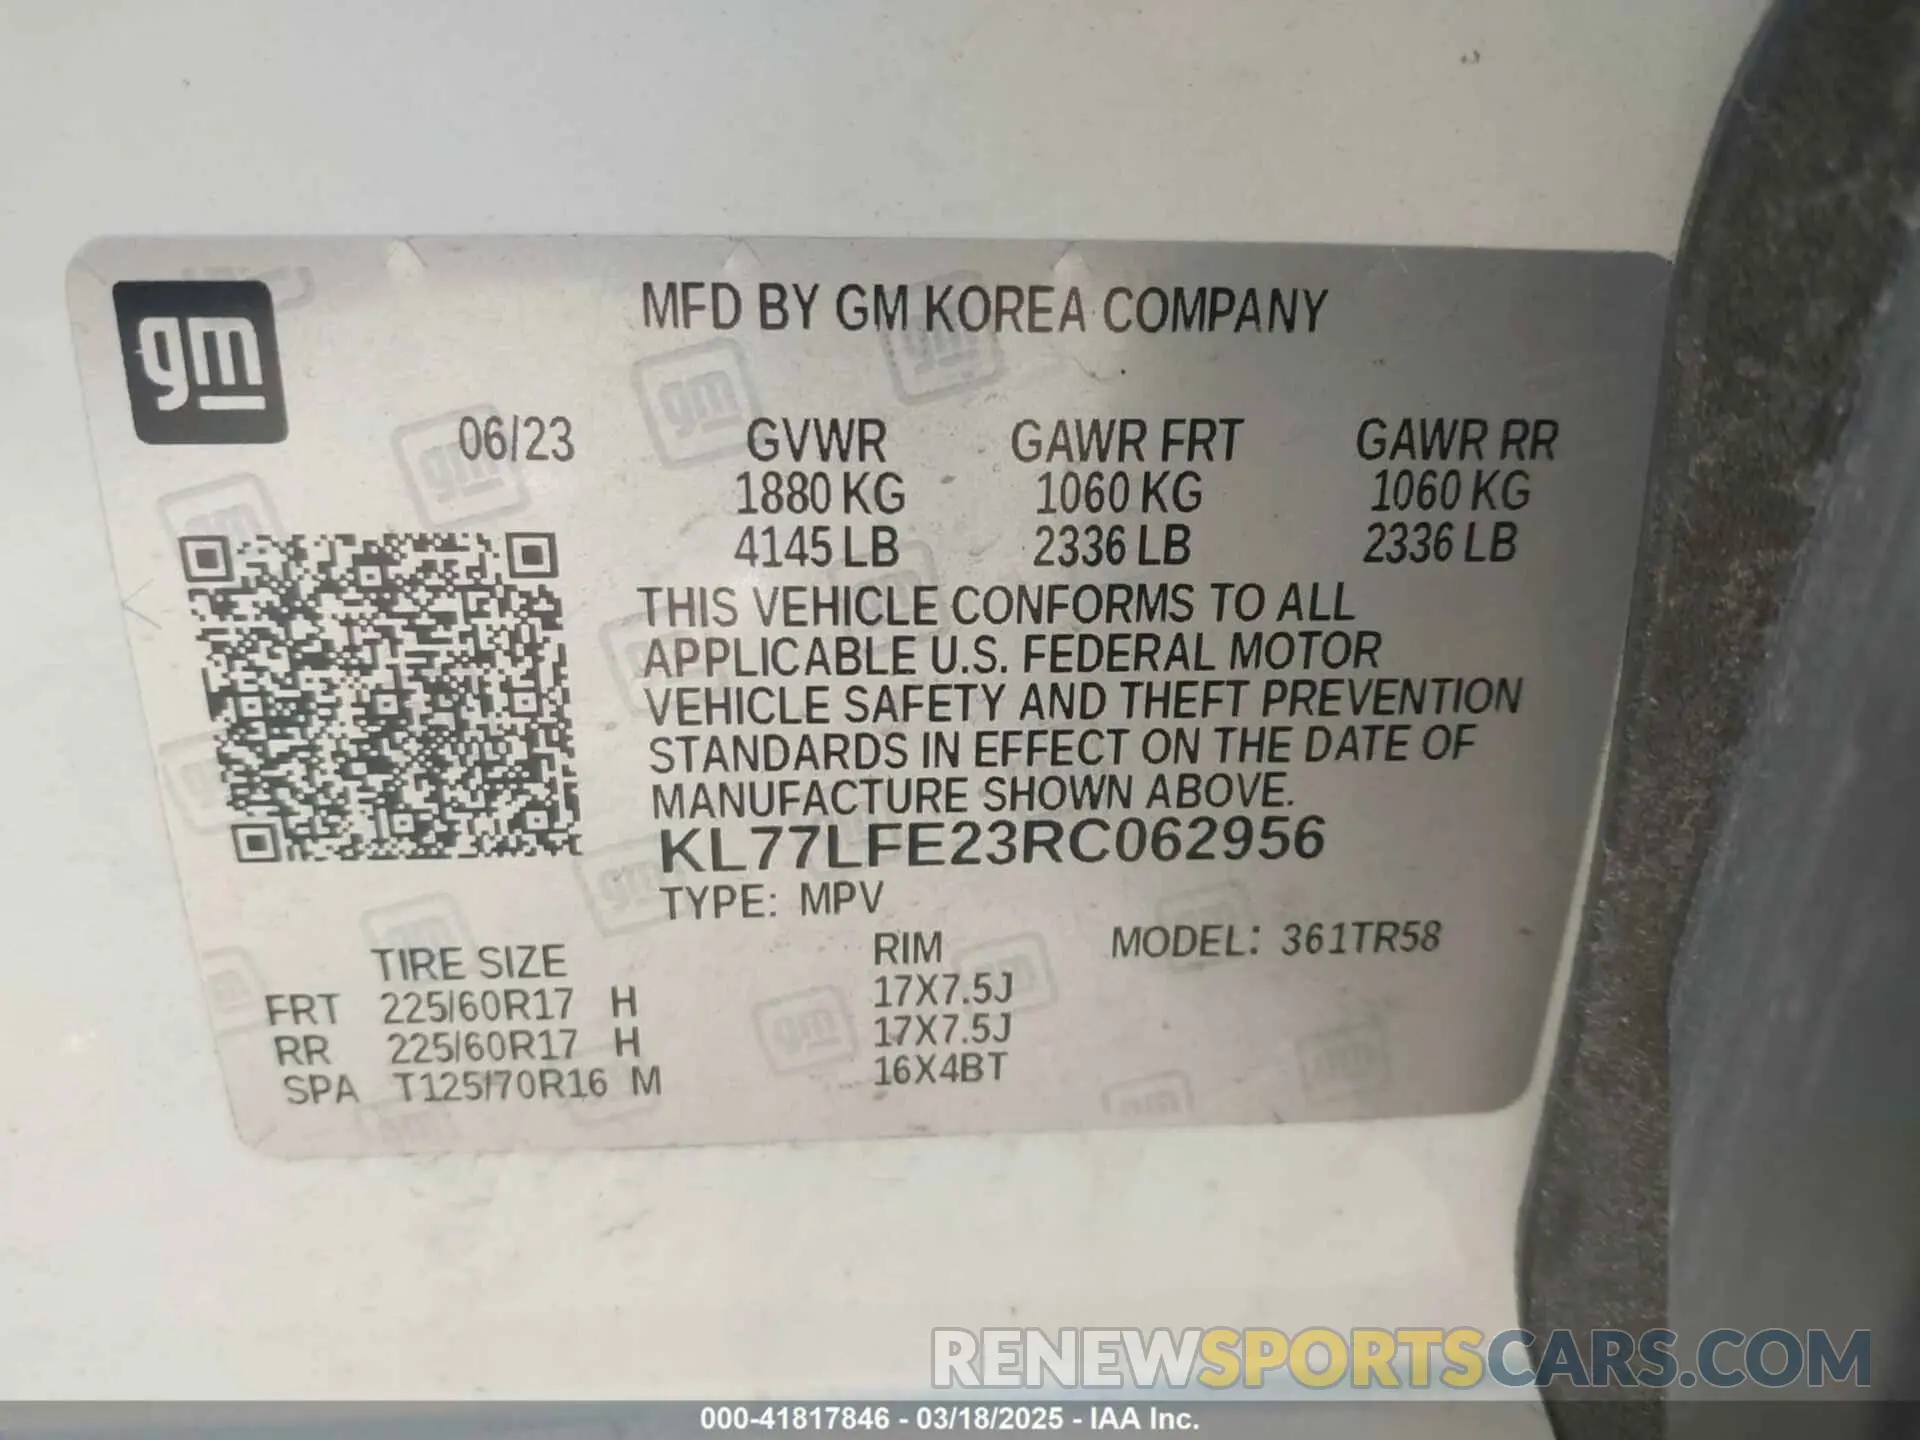 gm
MFD BY GM KOREA COMPANY
06/23 GVWR GAWR FRT GAWR RR
1880 KG 1060 KG 1060 KG
4145 LB 2336 LB 2336 LB
THIS VEHICLE CONFORMS TO ALL
APPLICABLE U.S. FEDERAL MOTOR
VEHICLE SAFETY AND THEFT PREVENTION
STANDARDS IN EFFECT ON THE DATE OF
MANUFACTURE SHOWN ABOVE.
KL77LFE23RC062956
TYPE: MPV
TIRE SIZE RIM MODEL: 361TR58
FRT 225/60R17 H 17X7.5J
RR 225/60R17 H 17X7.5J
SPA T125/70R16 M 16X4BT
RENEWSPORTSCARS.COM
000-41817846 - 03/18/2025 - IAA Inc.